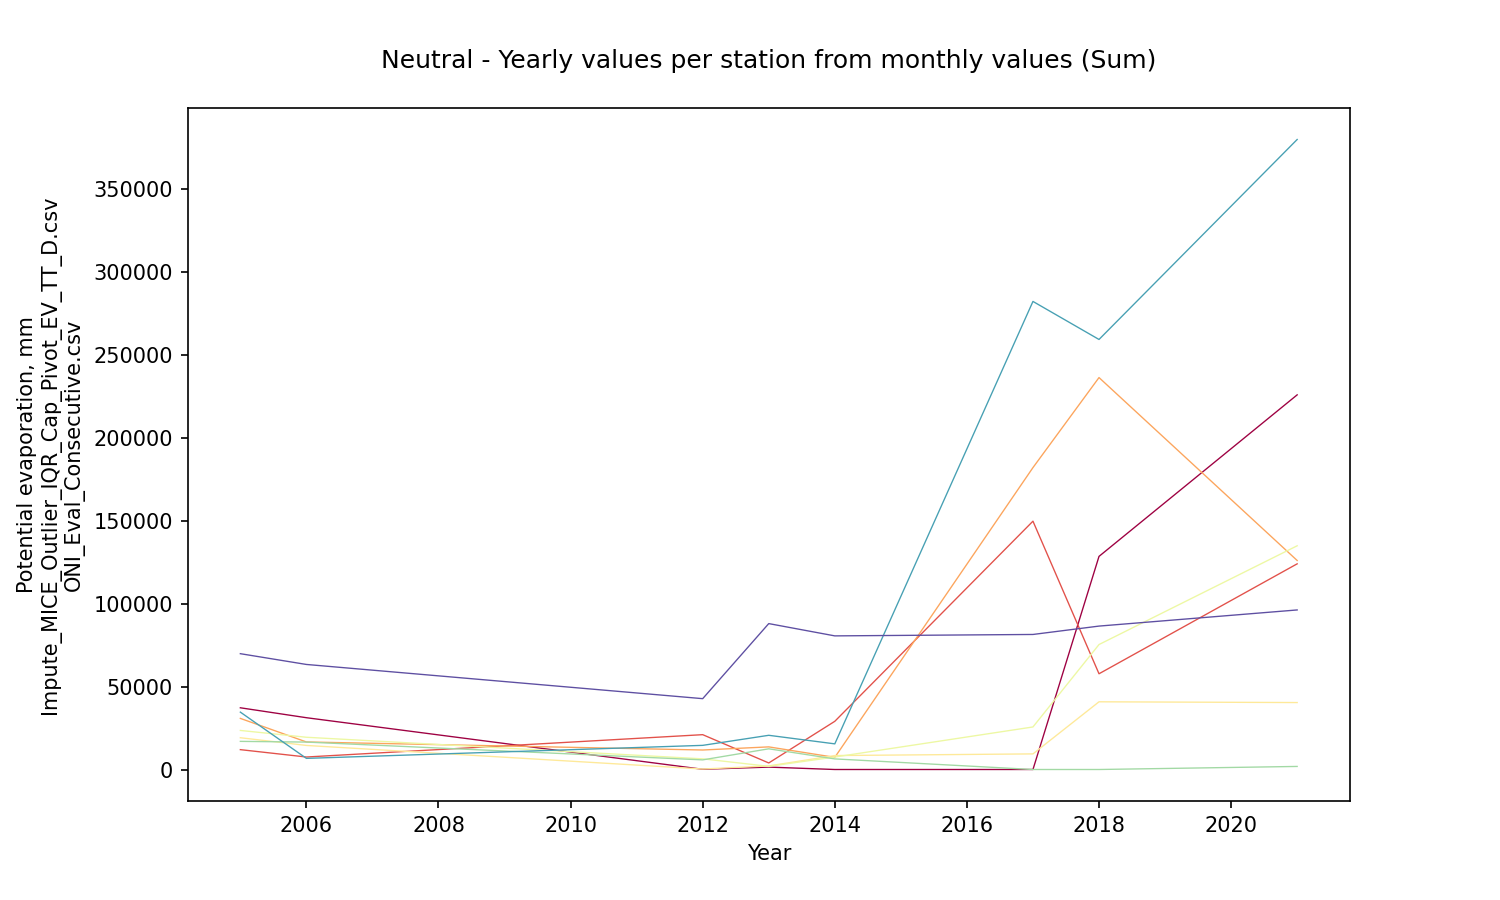 Neutral - Yearly values per station from monthly values (Sum)
Potential evaporation, mm
Impute_MICE_Outlier_IQR_Cap_Pivot_EV_TT_D.csv
ONI_Eval_Consecutive.csv
350000
300000
250000
200000
150000
100000
50000
0
2006 2008 2010 2012 2014 2016 2018 2020
Year